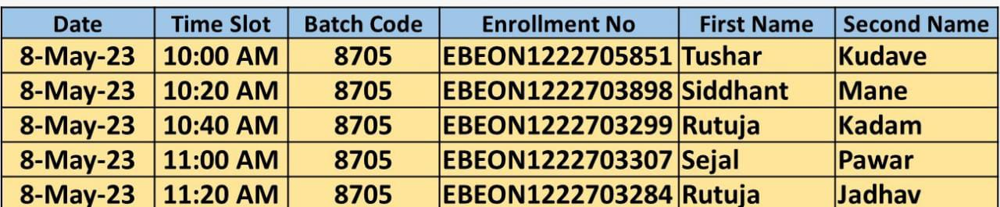 Date Time Slot Batch Code Enrollment No First Name Second Name
8-May-23 10:00 AM 8705 EBEON1222705851 Tushar Kudave
8-May-23 10:20 AM 8705 EBEON1222703898 Siddhant Mane
8-May-23 10:40 AM 8705 EBEON1222703299 Rutuja Kadam
8-May-23 11:00 AM 8705 EBEON1222703307 Sejal Pawar
8-May-23 11:20 AM 8705 EBEON1222703284 Rutuja Jadhav